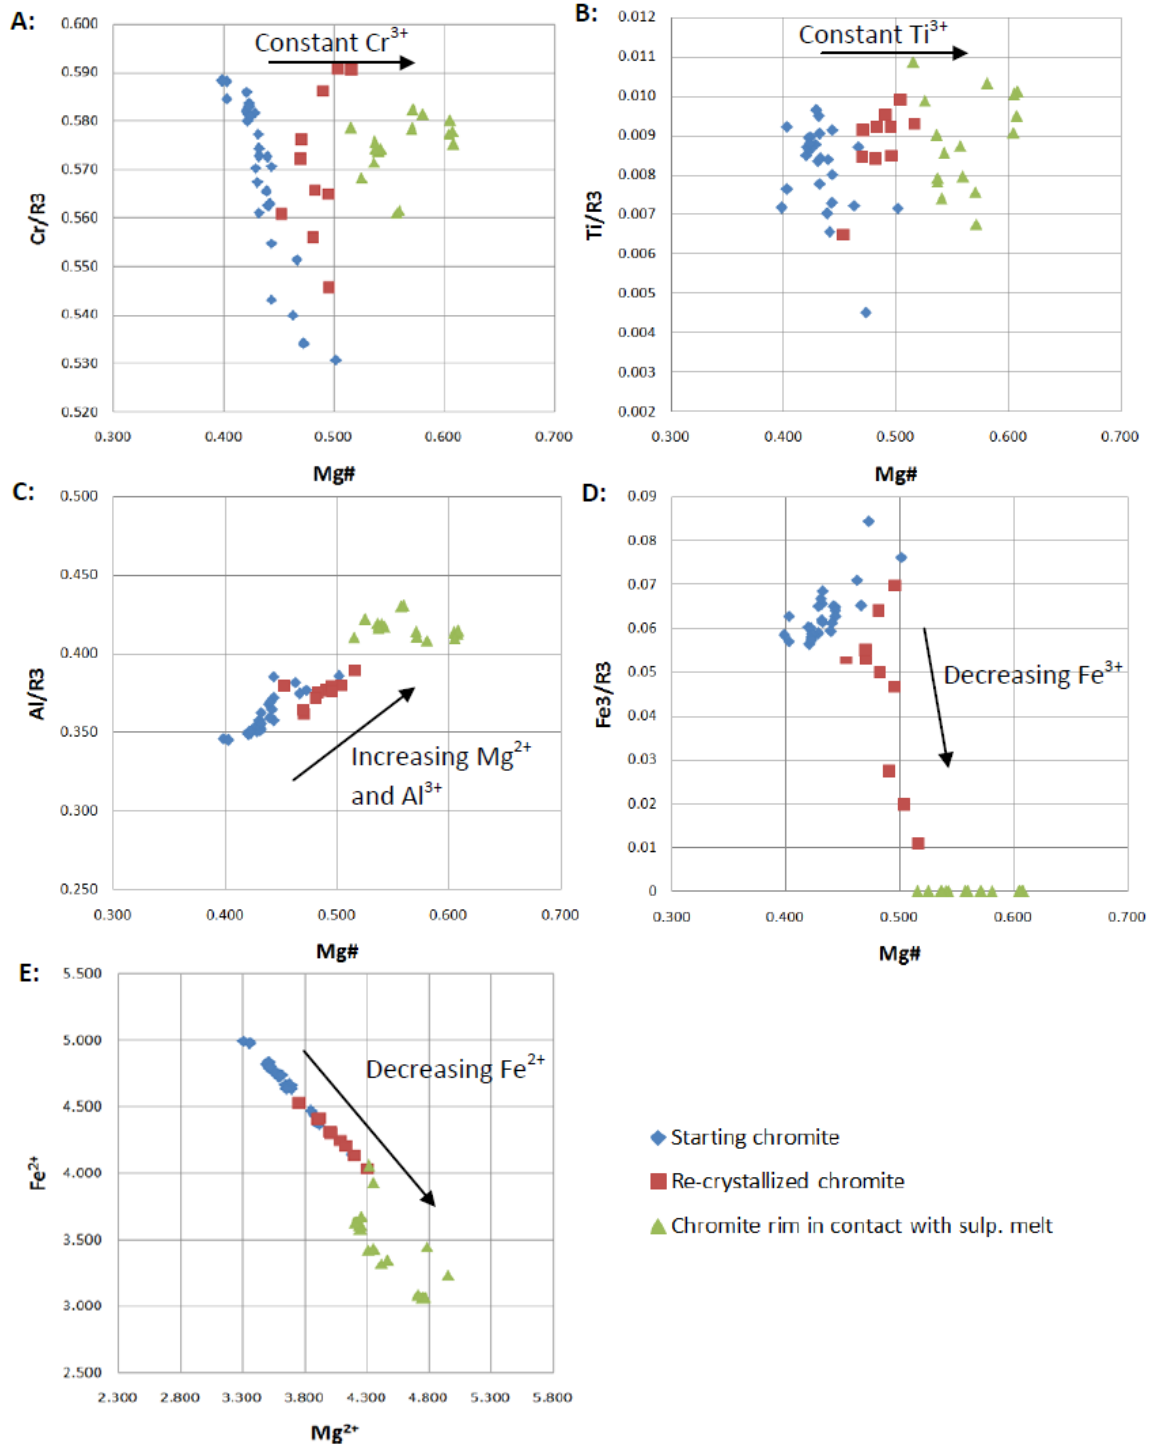 A:
0.600
0.590
0.580
0.570
0.560
0.550
0.540
0.530
0.520
Cr/R3
Constant Cr³⁺
0.300 0.400 0.500 0.600 0.700
Mg#
B:
0.012
0.011
0.010
0.009
0.008
0.007
0.006
0.005
0.004
0.003
0.002
Ti/R3
Constant Ti³⁺
0.300 0.400 0.500 0.600 0.700
Mg#
C:
0.500
0.450
0.400
0.350
0.300
0.250
Al/R3
Increasing Mg²⁺
and Al³⁺
0.300 0.400 0.500 0.600 0.700
Mg#
D:
0.09
0.08
0.07
0.06
0.05
0.04
0.03
0.02
0.01
0
Fe3/R3
Decreasing Fe³⁺
0.300 0.400 0.500 0.600 0.700
Mg#
E:
5.500
5.000
4.500
4.000
3.500
3.000
2.500
Fe²⁺
Decreasing Fe²⁺
2.300 2.800 3.300 3.800 4.300 4.800 5.300 5.800
Mg²⁺
Starting chromite
Re-crystallized chromite
Chromite rim in contact with sulp. melt